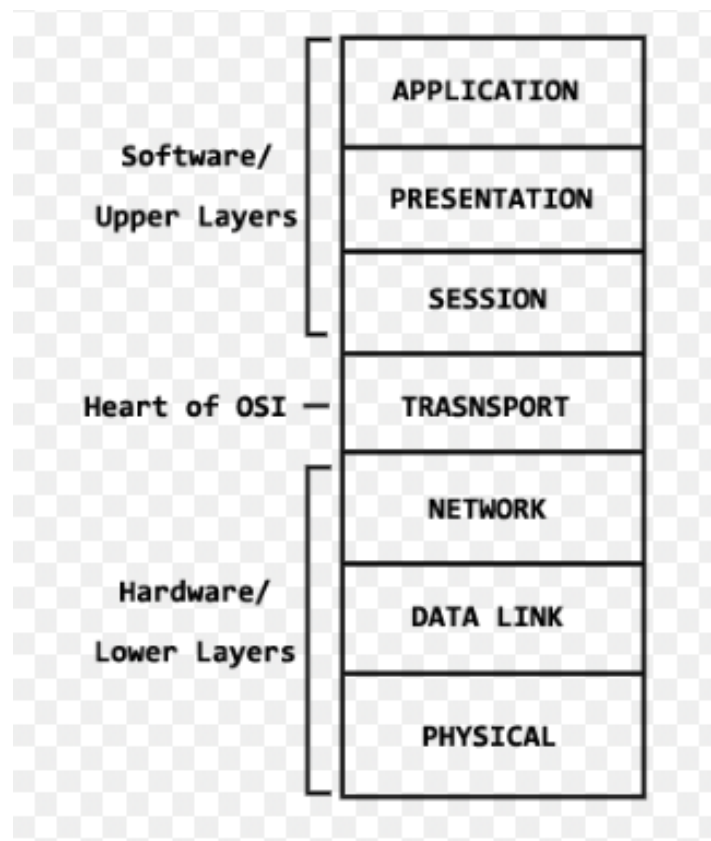 APPLICATION
Software/
Upper Layers
PRESENTATION
SESSION
Heart of OSI
TRASNSPORT
NETWORK
Hardware/
Lower Layers
DATA LINK
PHYSICAL